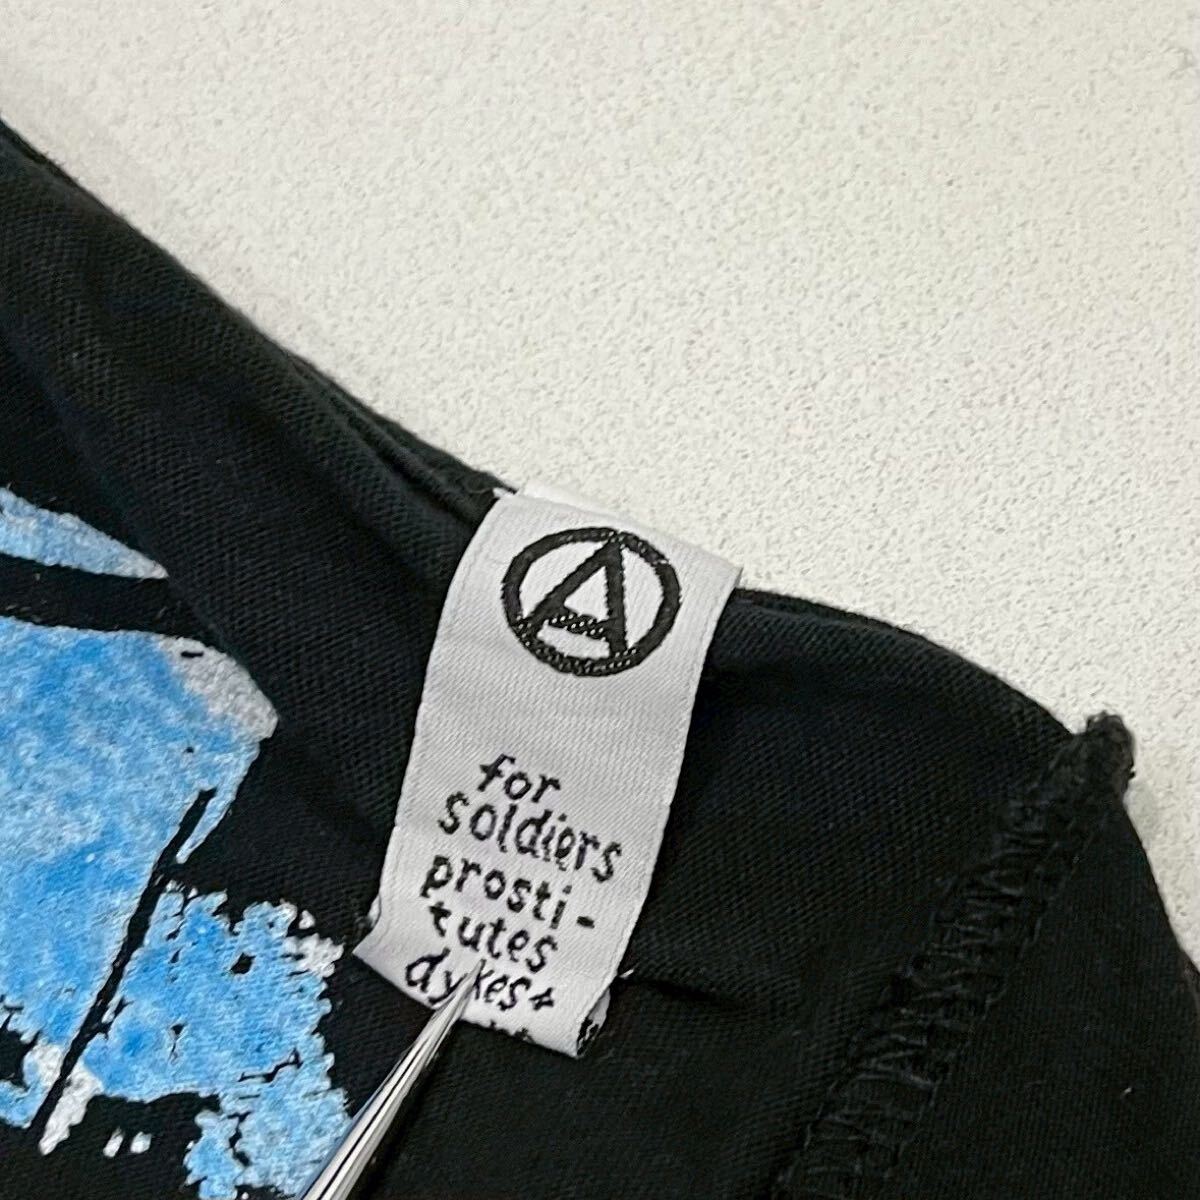 A
for
soldiers
prosti-
tutes
dykes+